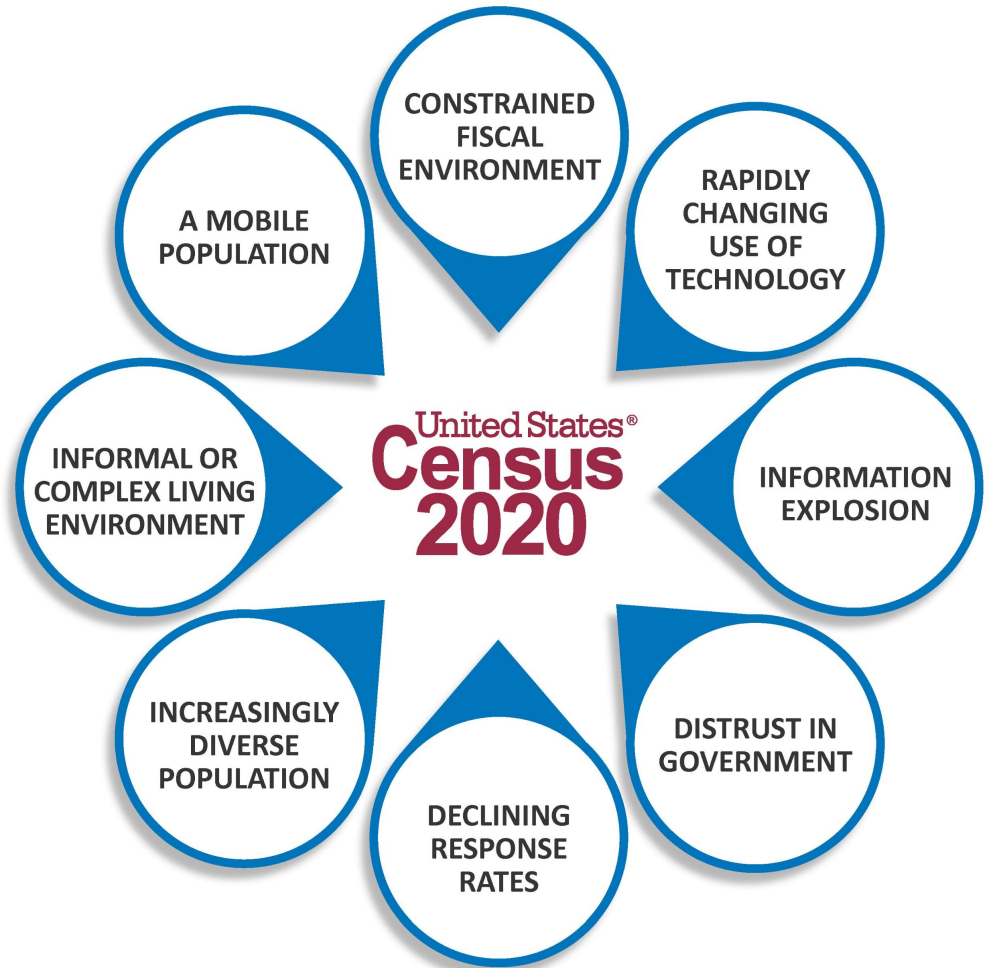 CONSTRAINED
FISCAL
ENVIRONMENT
RAPIDLY
CHANGING
USE OF
TECHNOLOGY
INFORMATION
EXPLOSION
DISTRUST IN
GOVERNMENT
DECLINING
RESPONSE
RATES
INCREASINGLY
DIVERSE
POPULATION
INFORMAL OR
COMPLEX LIVING
ENVIRONMENT
A MOBILE
POPULATION
United States®
Census
2020